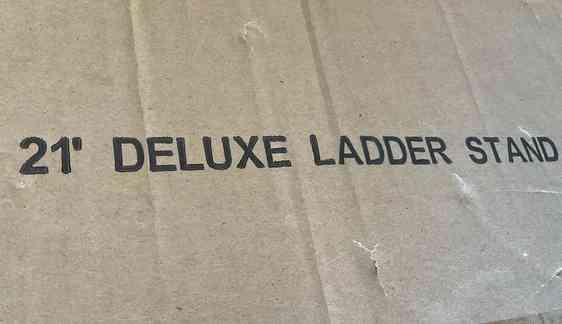 21' DELUXE LADDER STAND